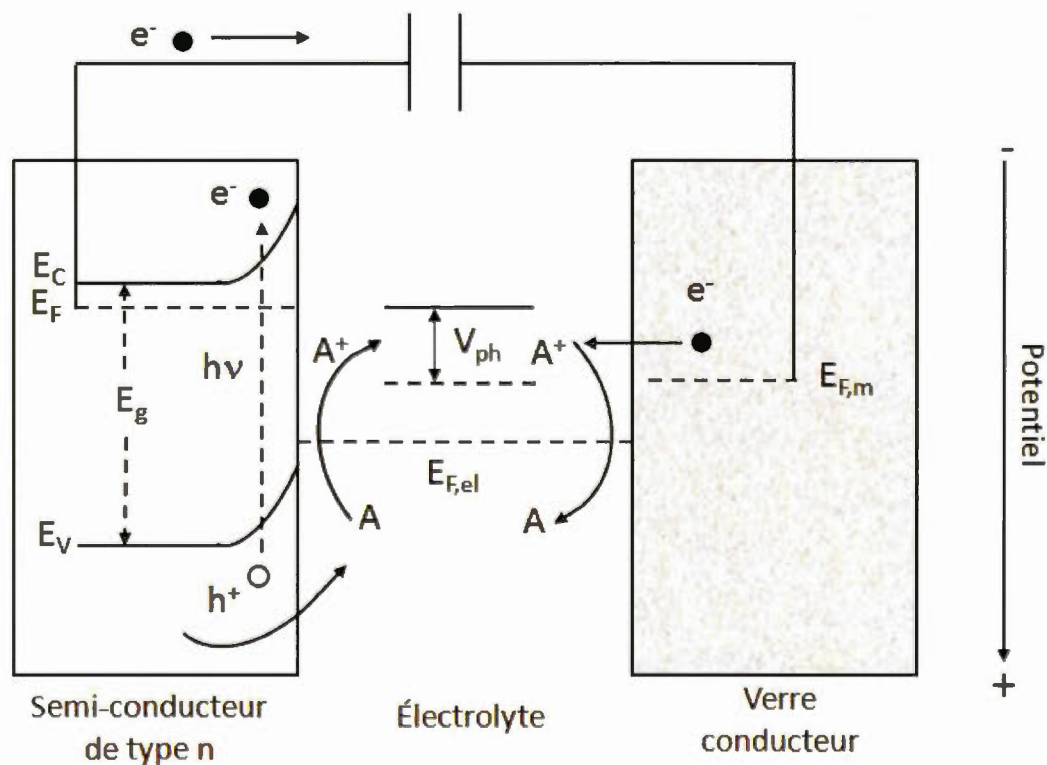 e⁻
e⁻
E_C
E_F
hν
E_g
E_V
h⁺
A⁺
V_ph
A⁺
e⁻
E_F,m
E_F,el
A
A
-
Potentiel
+
Semi-conducteur
de type n
Électrolyte
Verre
conducteur